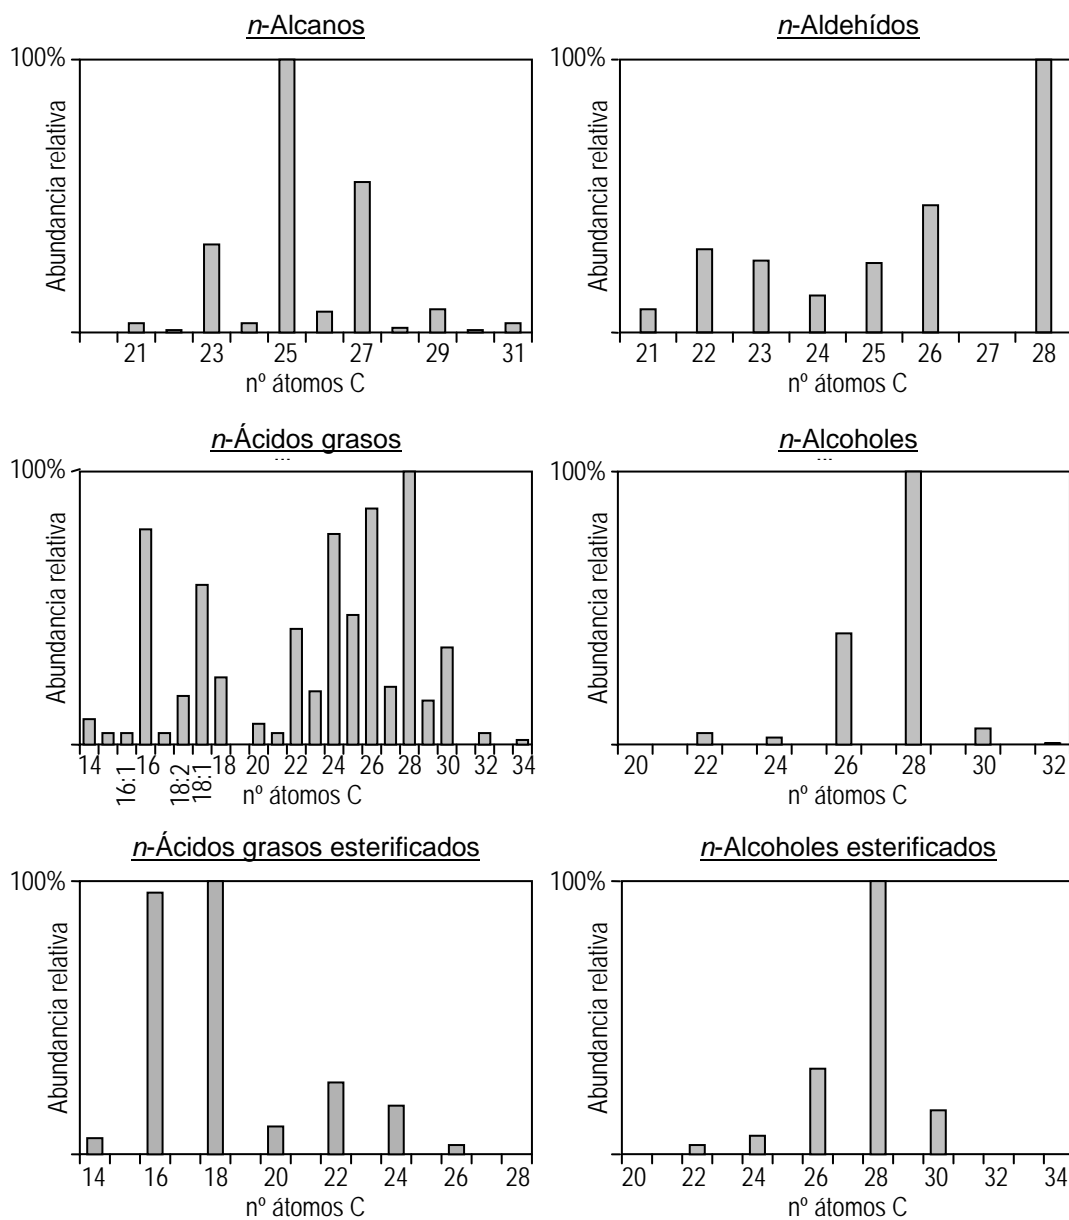 n-Alcanos
100%
Abundancia relativa
21 23 25 27 29 31
nº átomos C
n-Aldehídos
100%
Abundancia relativa
21 22 23 24 25 26 27 28
nº átomos C
n-Ácidos grasos
...
100%
Abundancia relativa
14 16:1 16 18:2 18:1 18 20 22 24 26 28 30 32 34
nº átomos C
n-Alcoholes
...
100%
Abundancia relativa
20 22 24 26 28 30 32
nº átomos C
n-Ácidos grasos esterificados
100%
Abundancia relativa
14 16 18 20 22 24 26 28
nº átomos C
n-Alcoholes esterificados
100%
Abundancia relativa
20 22 24 26 28 30 32 34
nº átomos C